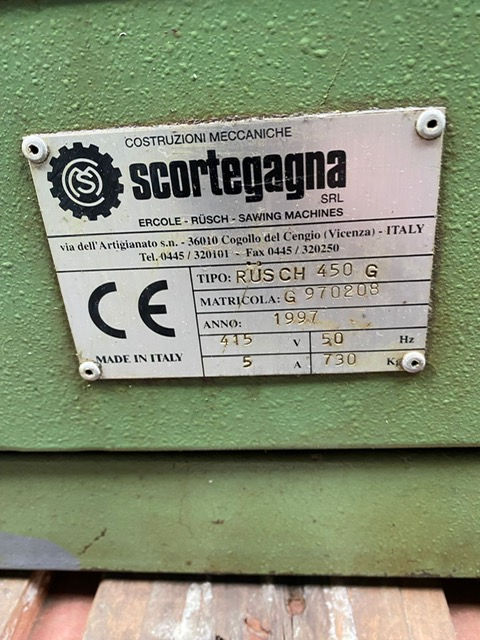 COSTRUZIONI MECCANICHE
CMS
scortegagna
SRL
ERCOLE - RÜSCH - SAWING MACHINES
via dell'Artigianato s.n. - 36010 Cogollo del Cengio (Vicenza) - ITALY
Tel. 0445 / 320101 - Fax 0445 / 320250
CE
MADE IN ITALY
TIPO: RÜSCH 450 G
MATRICOLA: G 970208
ANNO: 1997
415 V 50 Hz
5 A 730 Kg